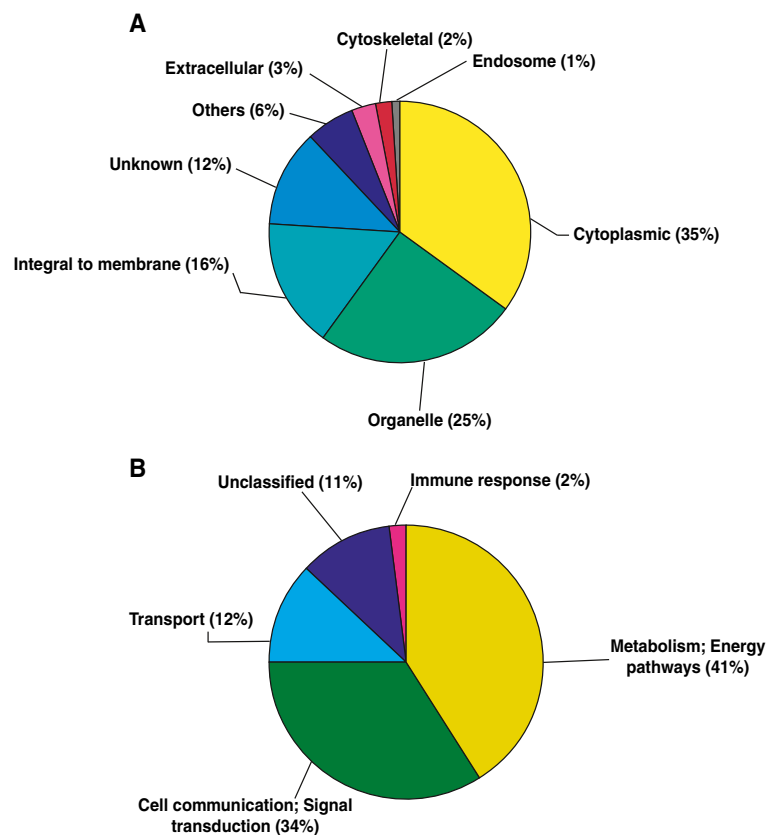 A
Cytoskeletal (2%)
Endosome (1%)
Extracellular (3%)
Others (6%)
Unknown (12%)
Cytoplasmic (35%)
Integral to membrane (16%)
Organelle (25%)
B
Unclassified (11%)
Immune response (2%)
Transport (12%)
Metabolism; Energy
pathways (41%)
Cell communication; Signal
transduction (34%)